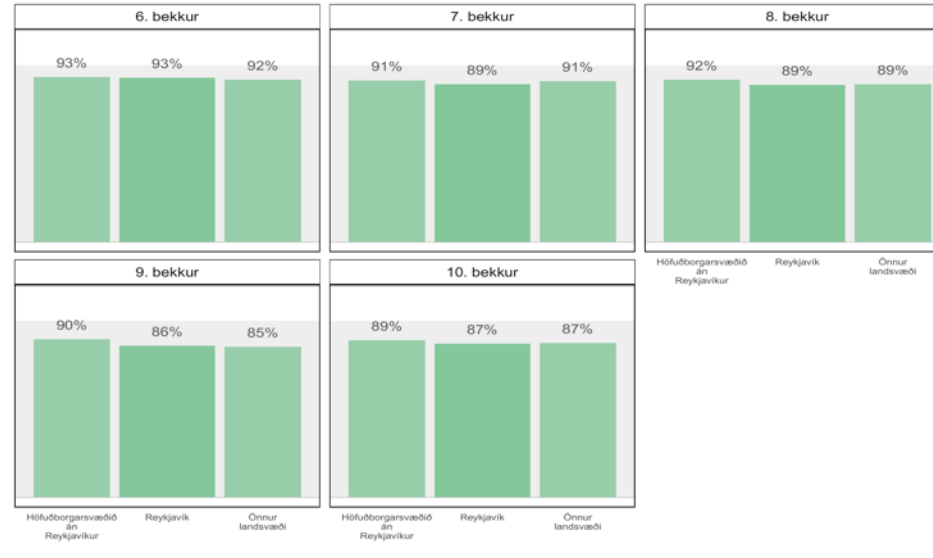 6. bekkur
93%
93%
92%
7. bekkur
91%
89%
91%
8. bekkur
92%
89%
89%
Höfuðborgarsvæðið
án
Reykjavíkur
Reykjavík
Önnur
landsvæði
9. bekkur
90%
86%
85%
Höfuðborgarsvæðið
án
Reykjavíkur
Reykjavík
Önnur
landsvæði
10. bekkur
89%
87%
87%
Höfuðborgarsvæðið
án
Reykjavíkur
Reykjavík
Önnur
landsvæði